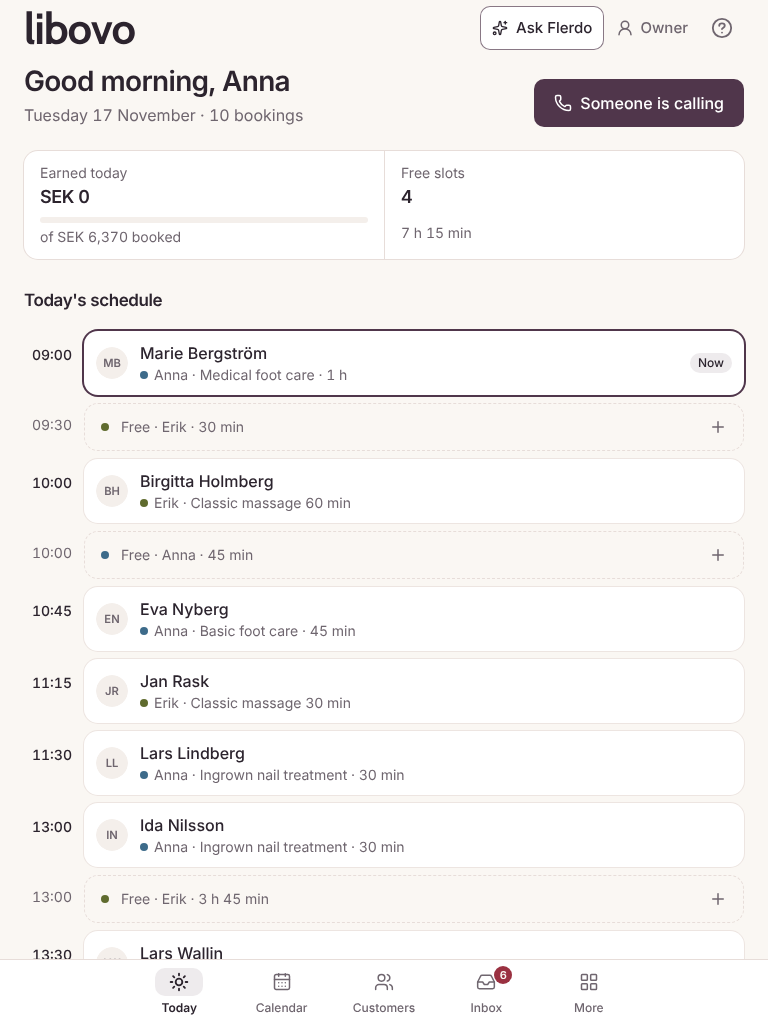 libovo
Ask Flerdo
Owner
Good morning, Anna
Tuesday 17 November · 10 bookings
Someone is calling
Earned today
SEK 0
of SEK 6,370 booked
Free slots
4
7 h 15 min
Today's schedule
09:00
MB
Marie Bergström
Anna · Medical foot care · 1 h
Now
09:30
Free · Erik · 30 min
10:00
BH
Birgitta Holmberg
Erik · Classic massage 60 min
10:00
Free · Anna · 45 min
10:45
EN
Eva Nyberg
Anna · Basic foot care · 45 min
11:15
JR
Jan Rask
Erik · Classic massage 30 min
11:30
LL
Lars Lindberg
Anna · Ingrown nail treatment · 30 min
13:00
IN
Ida Nilsson
Anna · Ingrown nail treatment · 30 min
13:00
Free · Erik · 3 h 45 min
13:30
Lars Wallin
Today
Calendar
Customers
6
Inbox
More